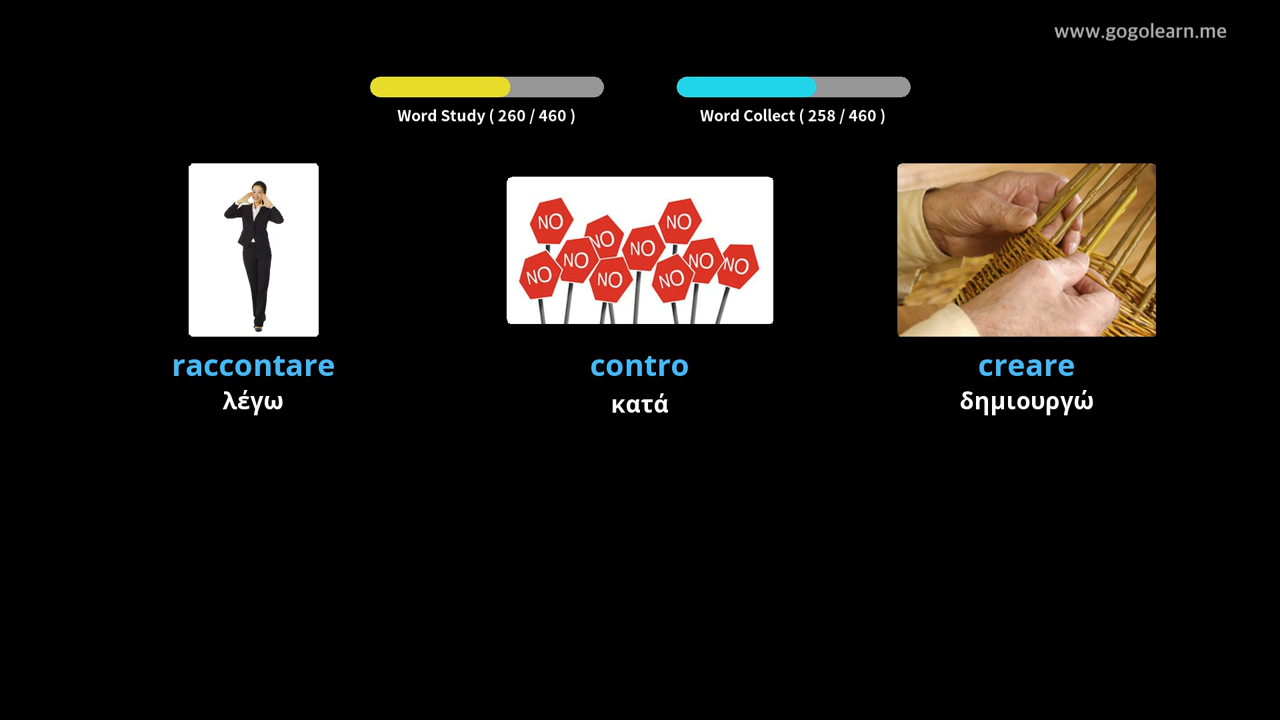 www.gogolearn.me
Word Study ( 260 / 460 )
Word Collect ( 258 / 460 )
NO
NO
NO
NO
NO
NO
NO
NO
NO
NO
raccontare
contro
creare
λέγω
κατά
δημιουργώ